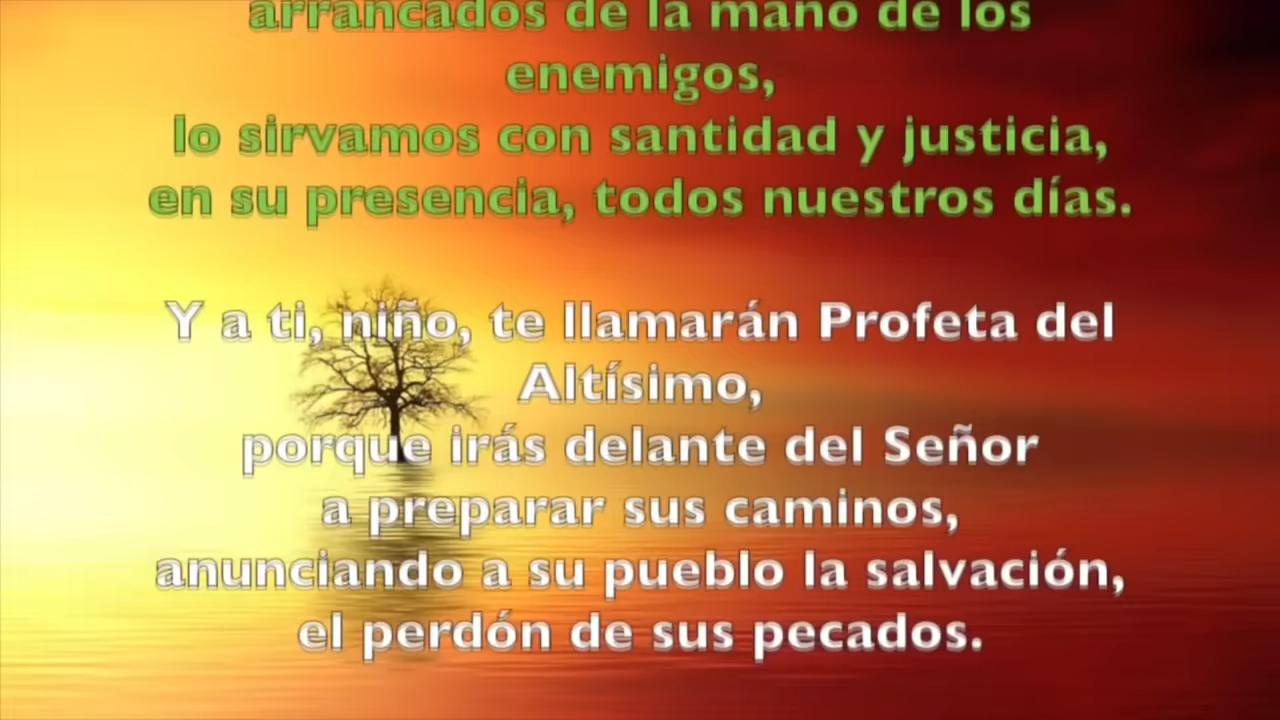 arrancados de la mano de los
enemigos,
lo sirvamos con santidad y justicia,
en su presencia, todos nuestros días.
Y a ti, niño, te llamarán Profeta del
Altísimo,
porque irás delante del Señor
a preparar sus caminos,
anunciando a su pueblo la salvación,
el perdón de sus pecados.